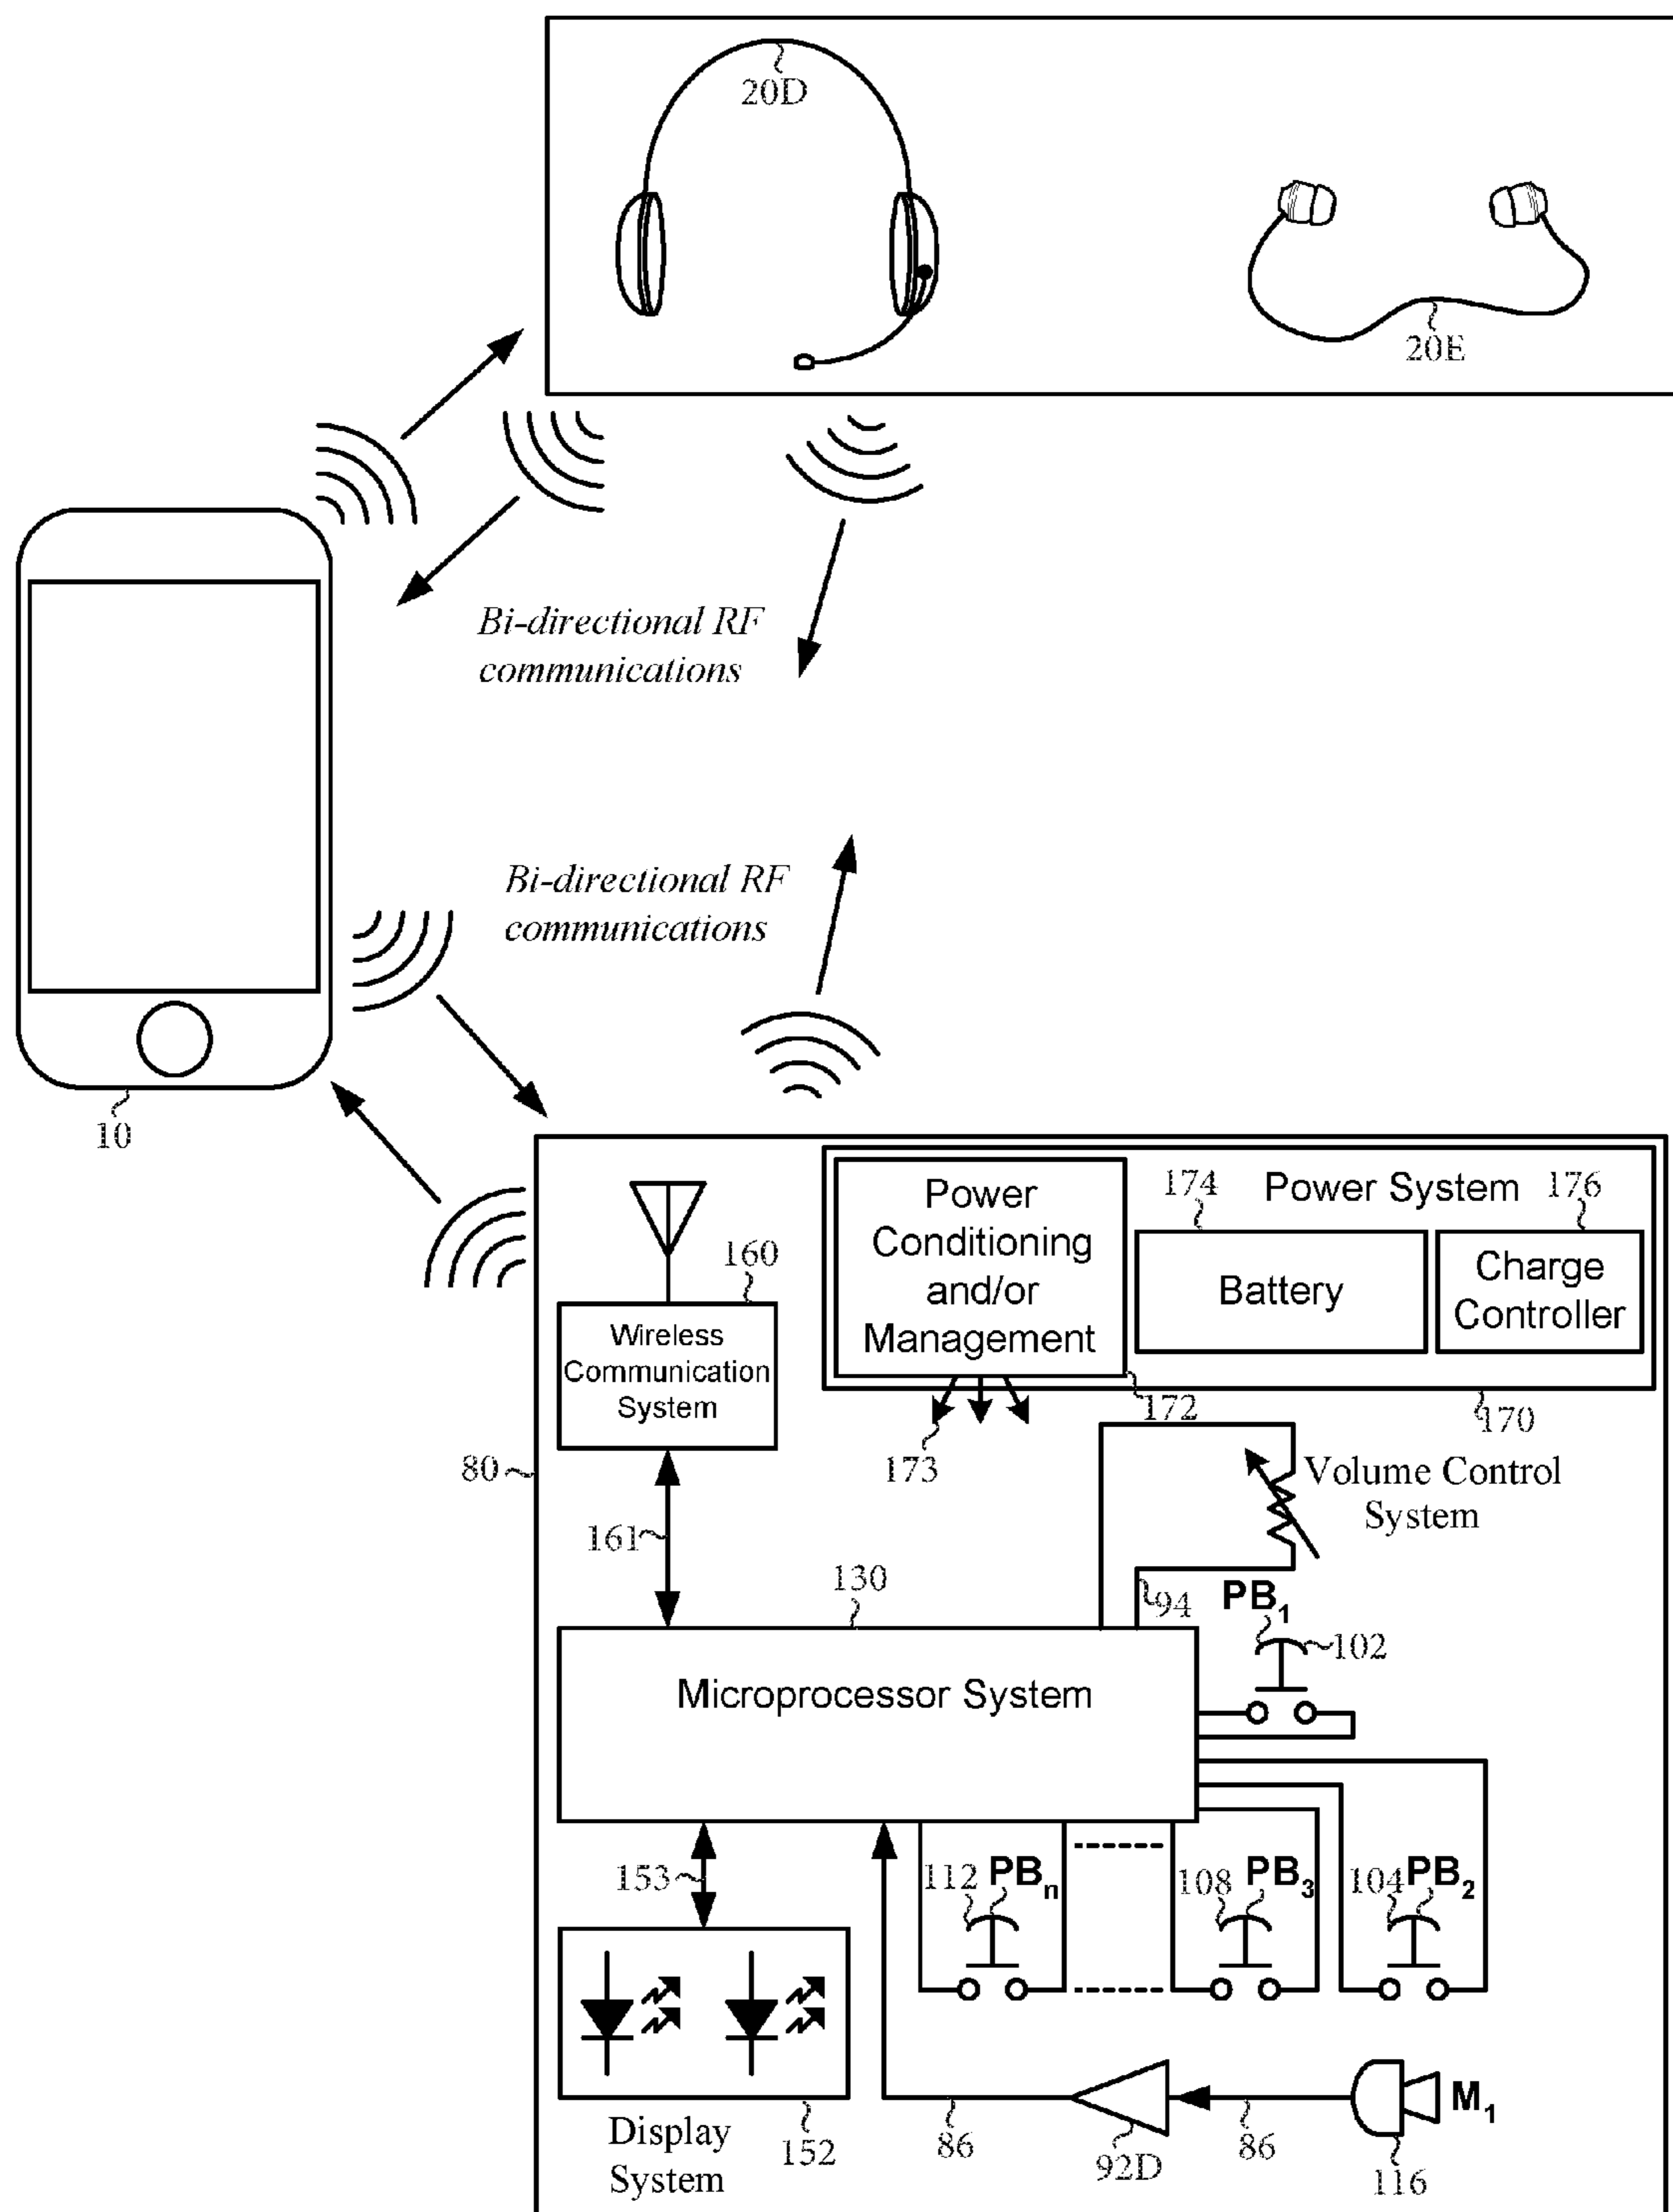 20D
20E
Bi-directional RF
communications
Bi-directional RF
communications
10
Power System
174
176
Power
Conditioning
and/or
Management
Battery
Charge
Controller
160
Wireless
Communication
System
172
170
173
80
161
Volume Control
System
94
130
PB1
102
Microprocessor System
153
112 PBn
108 PB3
104 PB2
Display
System
152
86
92D
86
M1
116